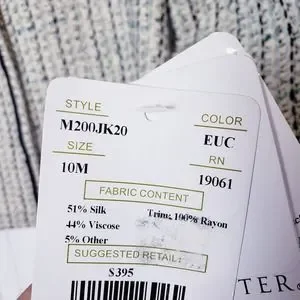 STYLE COLOR
M200JK20 EUC
SIZE RN
10M 19061
FABRIC CONTENT
51% Silk Trim: 100% Rayon
44% Viscose
5% Other
SUGGESTED RETAIL:
$395
TER